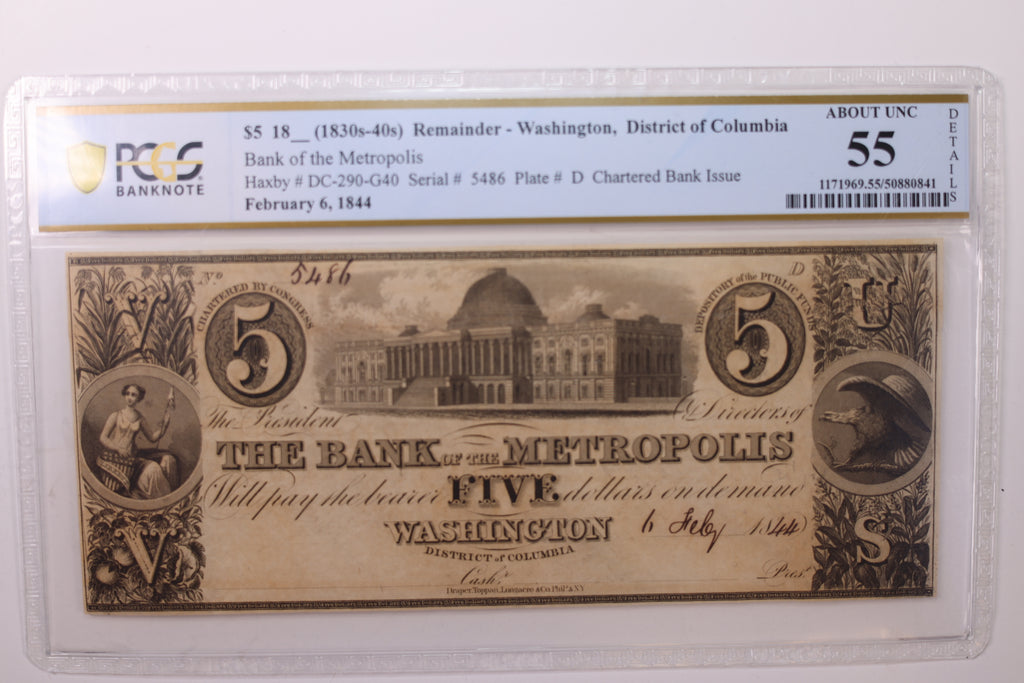 PCGS
BANKNOTE
$5 18__ (1830s-40s) Remainder - Washington, District of Columbia
Bank of the Metropolis
Haxby # DC-290-G40 Serial # 5486 Plate # D Chartered Bank Issue
February 6, 1844
ABOUT UNC
55
DETAILS
1171969.55/50880841
No 5486
D
CHARTERED BY CONGRESS
5
DEPOSITORY of the PUBLIC FUNDS
5
V
U
The President & Directors of
THE BANK OF THE METROPOLIS
Will pay the bearer FIVE dollars on demand
WASHINGTON 6 Feby 1844
DISTRICT of COLUMBIA
V
S
Cashr. Prest.
Draper, Toppan, Longacre & Co. Phila. & N.Y.